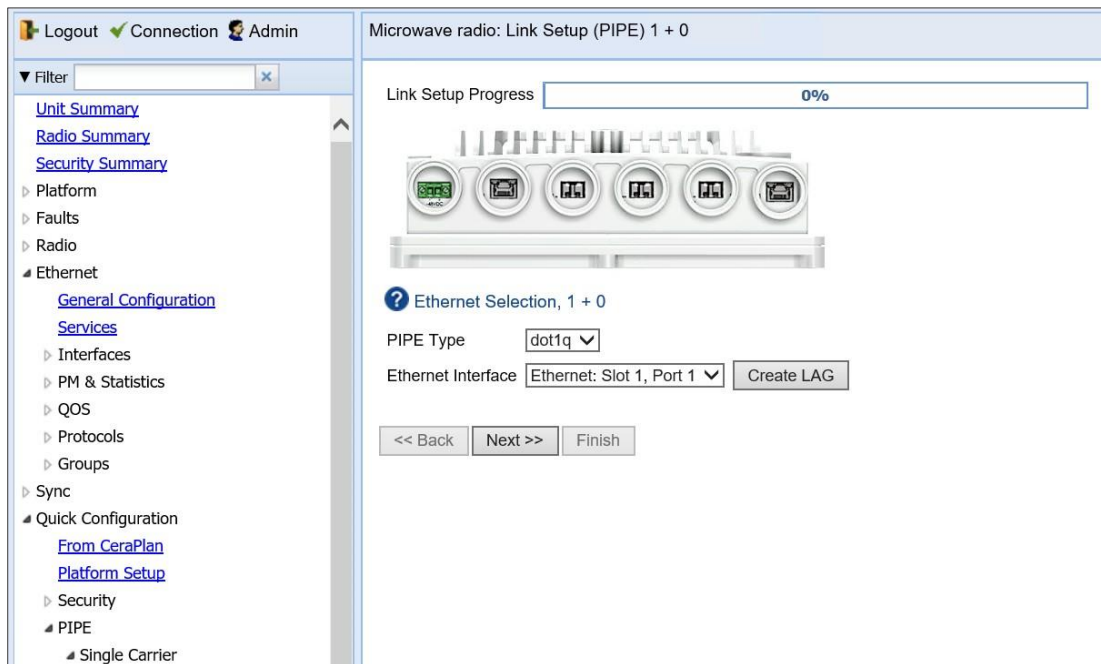 Logout Connection Admin
Microwave radio: Link Setup (PIPE) 1 + 0
Filter
Unit Summary
Radio Summary
Security Summary
Platform
Faults
Radio
Ethernet
General Configuration
Services
Interfaces
PM & Statistics
QOS
Protocols
Groups
Sync
Quick Configuration
From CeraPlan
Platform Setup
Security
PIPE
Single Carrier
Link Setup Progress 0%
-48VDC
Ethernet Selection, 1 + 0
PIPE Type dot1q
Ethernet Interface Ethernet: Slot 1, Port 1 Create LAG
<< Back Next >> Finish